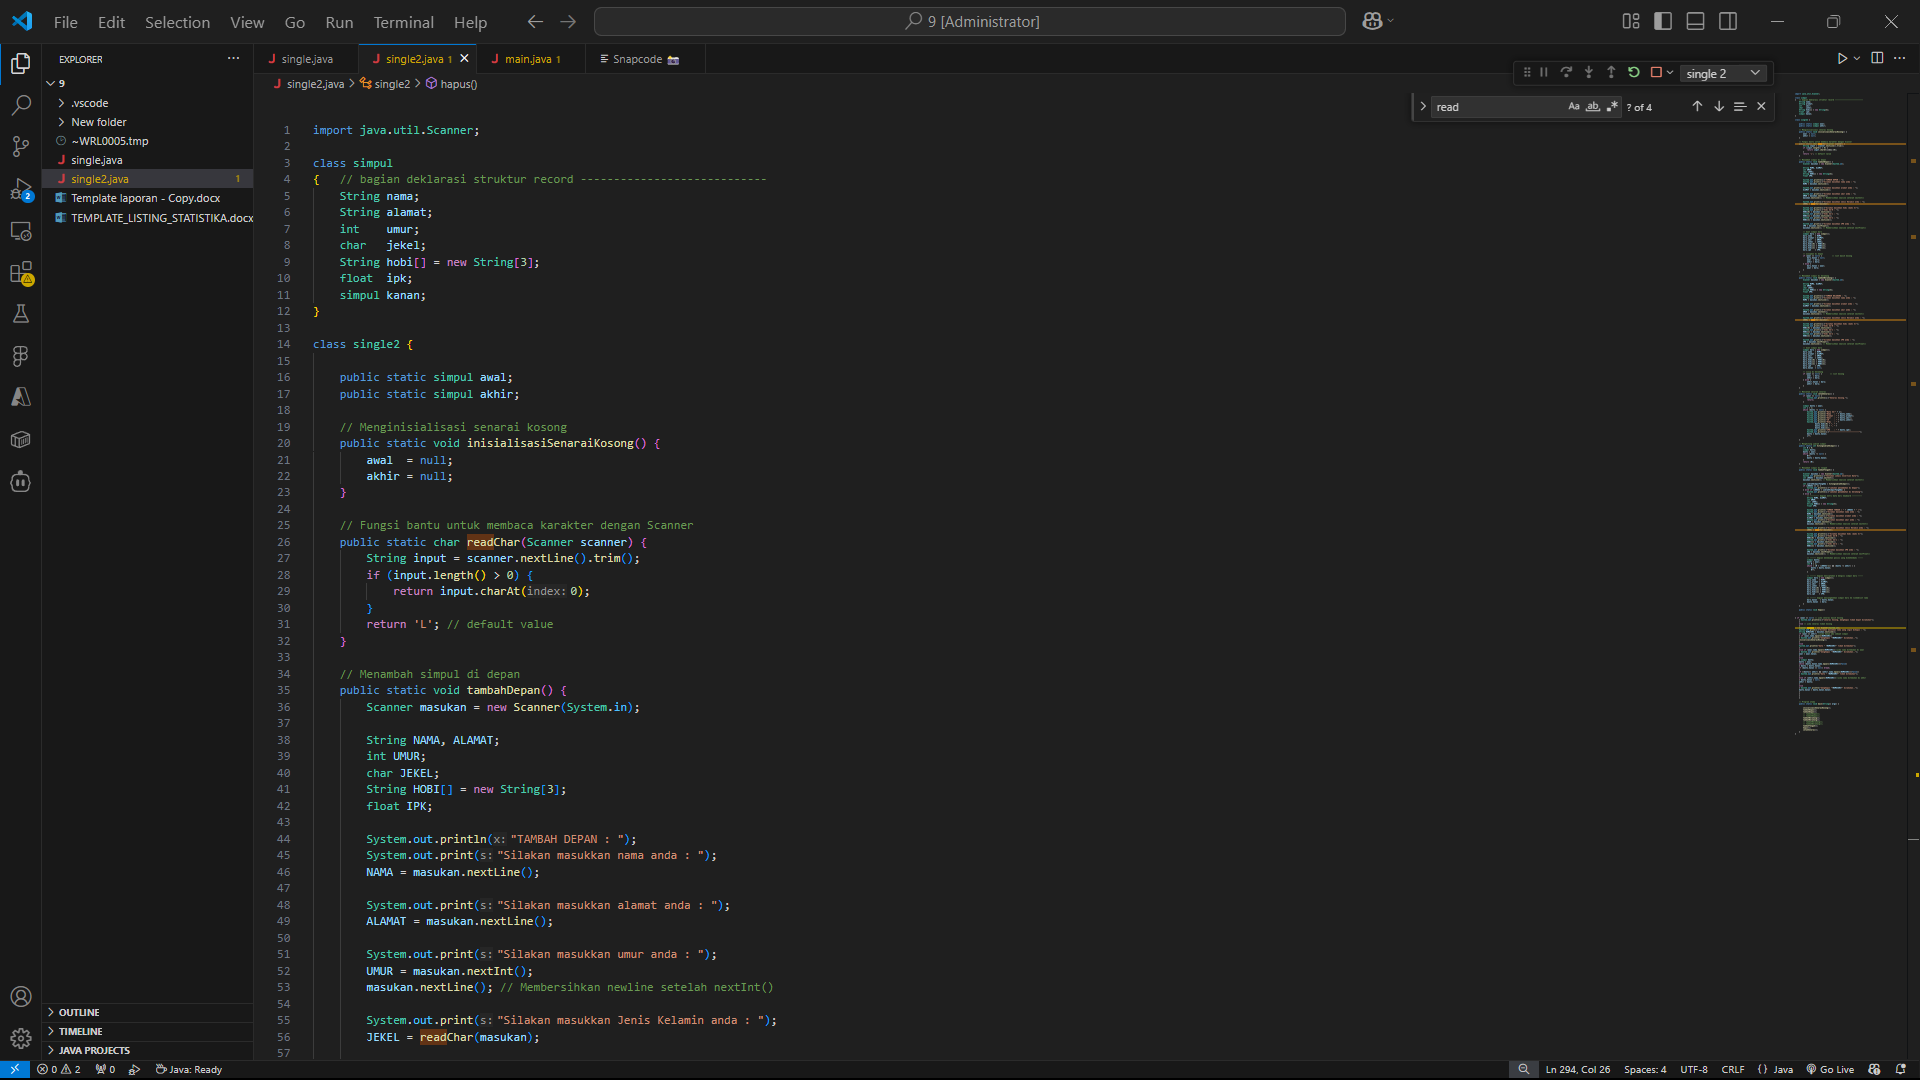 File Edit Selection View Go Run Terminal Help
9 [Administrator]
EXPLORER
9
.vscode
New folder
~WRL0005.tmp
single.java
single2.java 1
Template laporan - Copy.docx
TEMPLATE_LISTING_STATISTIKA.docx
OUTLINE
TIMELINE
JAVA PROJECTS
2
single.java
single2.java 1
main.java 1
Snapcode
single2.java > single2 > hapus()
single 2
read
Aa ab ? of 4
1 import java.util.Scanner;
2
3 class simpul
4 { // bagian deklarasi struktur record ----------------------------
5 String nama;
6 String alamat;
7 int umur;
8 char jekel;
9 String hobi[] = new String[3];
10 float ipk;
11 simpul kanan;
12 }
13
14 class single2 {
15
16 public static simpul awal;
17 public static simpul akhir;
18
19 // Menginisialisasi senarai kosong
20 public static void inisialisasiSenaraiKosong() {
21 awal = null;
22 akhir = null;
23 }
24
25 // Fungsi bantu untuk membaca karakter dengan Scanner
26 public static char readChar(Scanner scanner) {
27 String input = scanner.nextLine().trim();
28 if (input.length() > 0) {
29 return input.charAt(index: 0);
30 }
31 return 'L'; // default value
32 }
33
34 // Menambah simpul di depan
35 public static void tambahDepan() {
36 Scanner masukan = new Scanner(System.in);
37
38 String NAMA, ALAMAT;
39 int UMUR;
40 char JEKEL;
41 String HOBI[] = new String[3];
42 float IPK;
43
44 System.out.println(x: "TAMBAH DEPAN : ");
45 System.out.print(s: "Silakan masukkan nama anda : ");
46 NAMA = masukan.nextLine();
47
48 System.out.print(s: "Silakan masukkan alamat anda : ");
49 ALAMAT = masukan.nextLine();
50
51 System.out.print(s: "Silakan masukkan umur anda : ");
52 UMUR = masukan.nextInt();
53 masukan.nextLine(); // Membersihkan newline setelah nextInt()
54
55 System.out.print(s: "Silakan masukkan Jenis Kelamin anda : ");
56 JEKEL = readChar(masukan);
57
0 2 0 Java: Ready
Ln 294, Col 26 Spaces: 4 UTF-8 CRLF {} Java Go Live